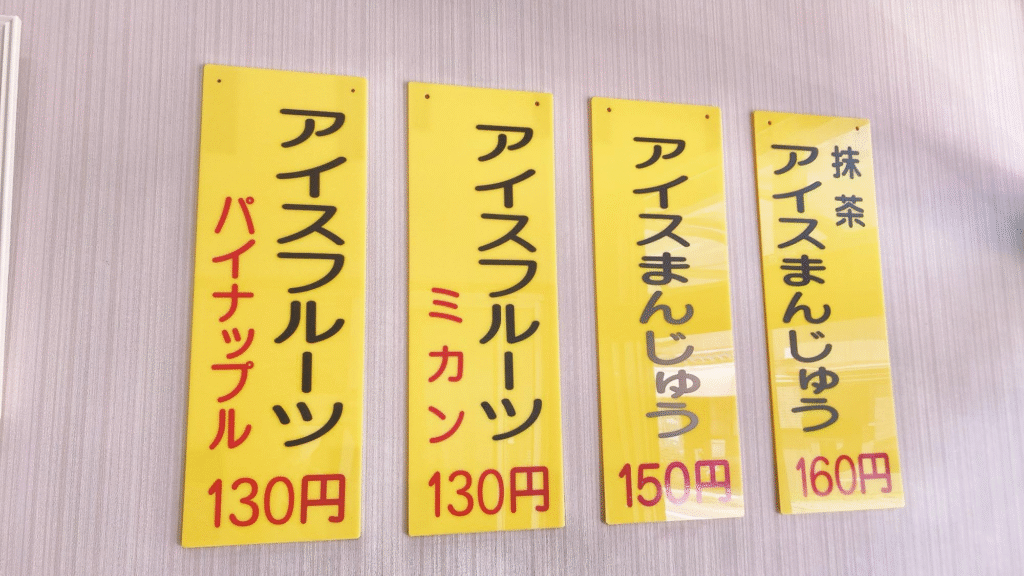 アイスフルーツ
パイナップル
130円
アイスフルーツ
ミカン
130円
アイスまんじゅう
150円
抹茶
アイスまんじゅう
160円